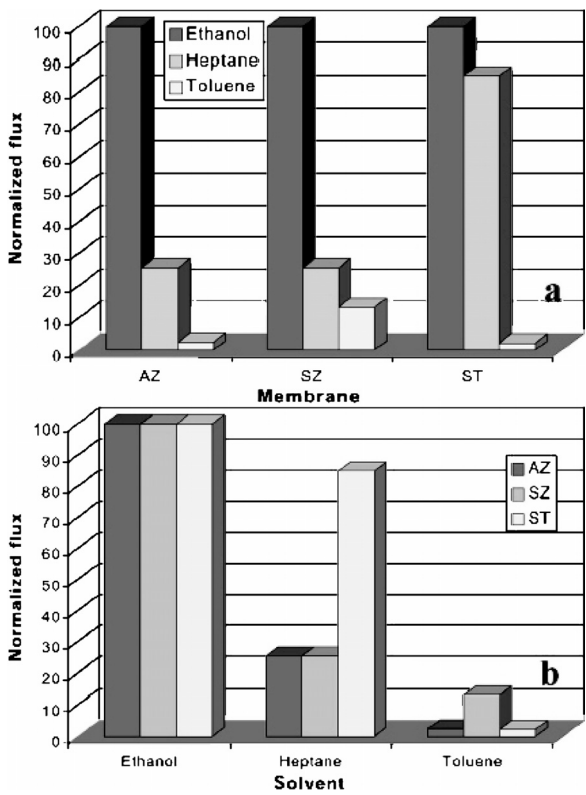 100
90
80
70
60
50
40
30
20
10
0
Normalized flux
Ethanol
Heptane
Toluene
a
AZ
SZ
ST
Membrane
100
90
80
70
60
50
40
30
20
10
0
Normalized flux
AZ
SZ
ST
b
Ethanol
Heptane
Toluene
Solvent